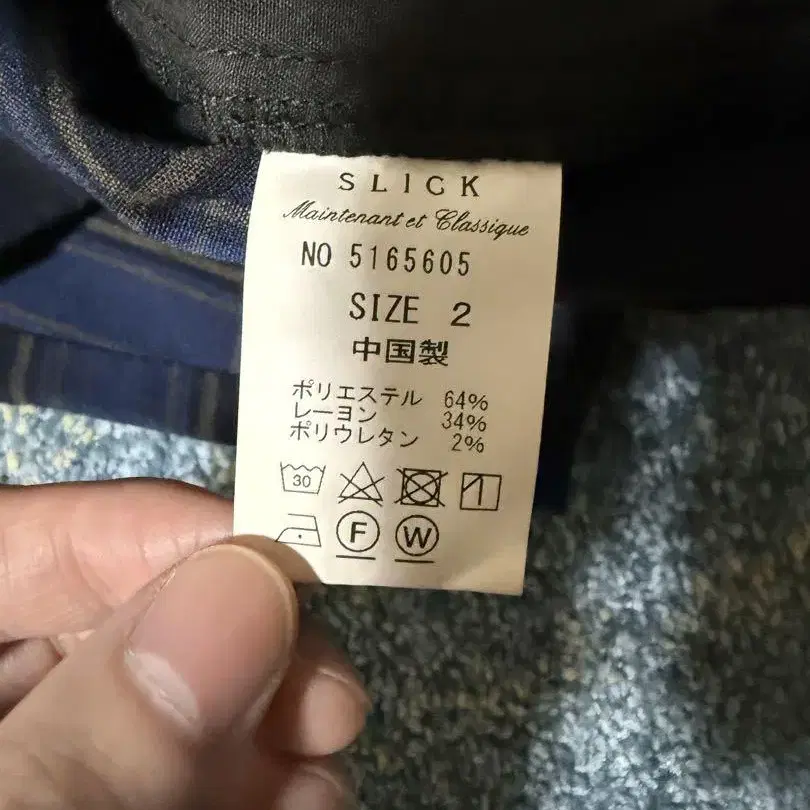 SLICK
Maintenant et Classique
NO 5165605
SIZE 2
中国製
ポリエステル 64%
レーヨン 34%
ポリウレタン 2%
30
F W